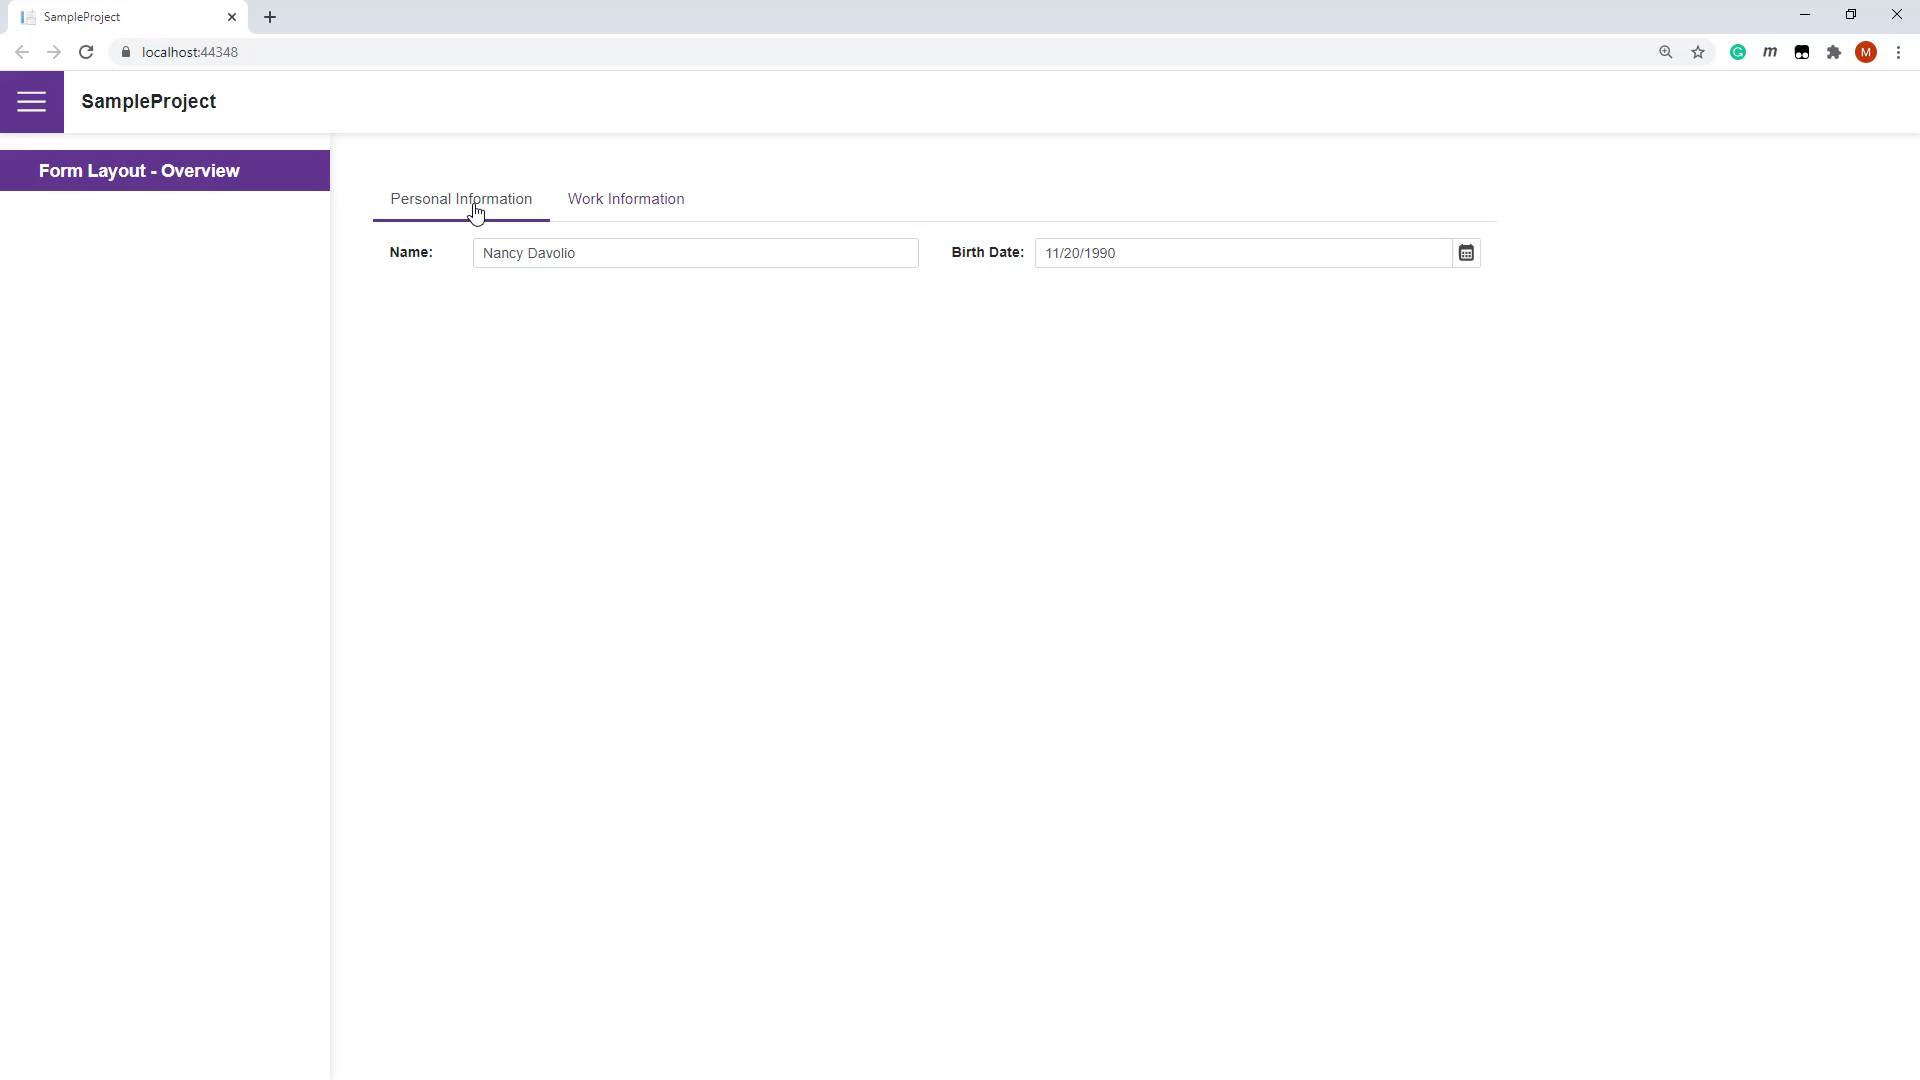 SampleProject
localhost:44348
M
SampleProject
Form Layout - Overview
Personal Information
Work Information
Name:
Nancy Davolio
Birth Date:
11/20/1990